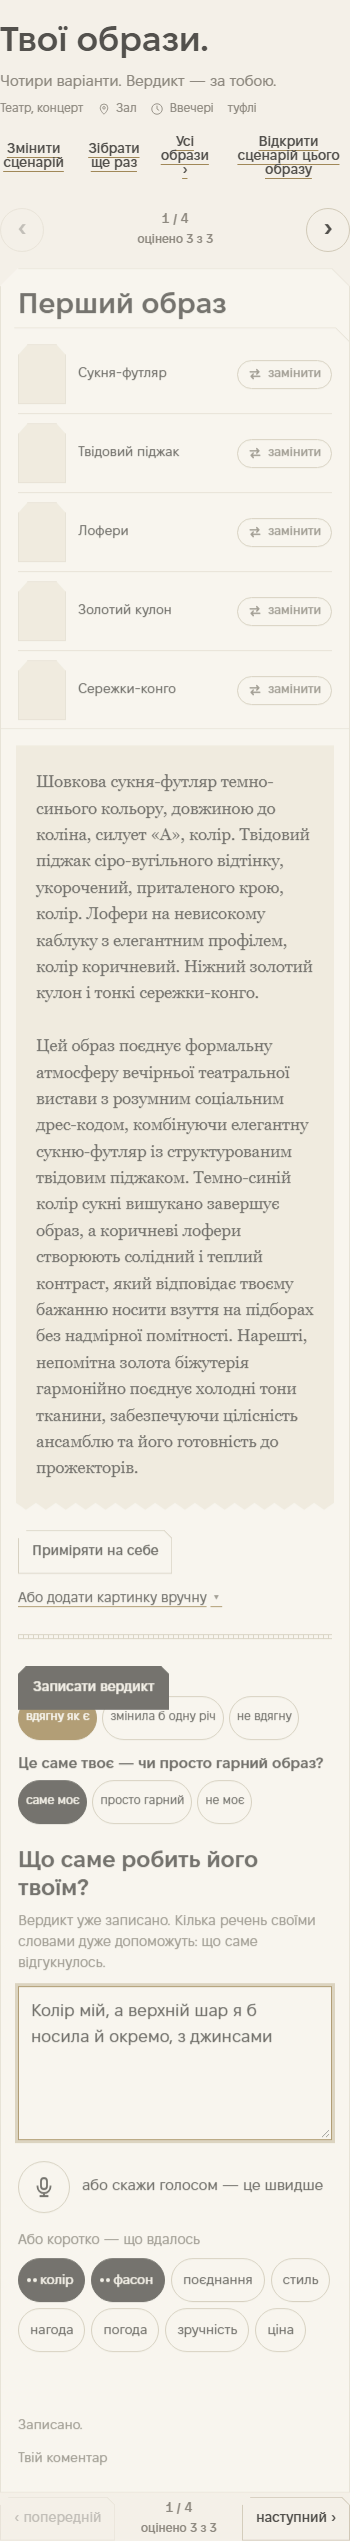 Твої образи.
Чотири варіанти. Вердикт — за тобою.
Театр, концерт Зал Ввечері туфлі
Змінити сценарій
Зібрати ще раз
Усі образи ›
Відкрити сценарій цього образу
‹
1 / 4
оцінено 3 з 3
›
Перший образ
Сукня-футляр замінити
Твідовий піджак замінити
Лофери замінити
Золотий кулон замінити
Сережки-конго замінити
Шовкова сукня-футляр темно-
синього кольору, довжиною до
коліна, силует «А», колір. Твідовий
піджак сіро-вугільного відтінку,
укорочений, приталеного крою,
колір. Лофери на невисокому
каблуку з елегантним профілем,
колір коричневий. Ніжний золотий
кулон і тонкі сережки-конго.
Цей образ поєднує формальну
атмосферу вечірньої театральної
вистави з розумним соціальним
дрес-кодом, комбінуючи елегантну
сукню-футляр із структурованим
твідовим піджаком. Темно-синій
колір сукні вишукано завершує
образ, а коричневі лофери
створюють солідний і теплий
контраст, який відповідає твоєму
бажанню носити взуття на підборах
без надмірної помітності. Нарешті,
непомітна золота біжутерія
гармонійно поєднує холодні тони
тканини, забезпечуючи цілісність
ансамблю та його готовність до
прожекторів.
Приміряти на себе
Або додати картинку вручну
Записати вердикт
вдягну як є змінила б одну річ не вдягну
Це саме твоє — чи просто гарний образ?
саме моє просто гарний не моє
Що саме робить його
твоїм?
Вердикт уже записано. Кілька речень своїми
словами дуже допоможуть: що саме
відгукнулось.
Колір мій, а верхній шар я б
носила й окремо, з джинсами
або скажи голосом — це швидше
Або коротко — що вдалось
колір фасон поєднання стиль
нагода погода зручність ціна
Записано.
Твій коментар
‹ попередній
1 / 4
оцінено 3 з 3
наступний ›